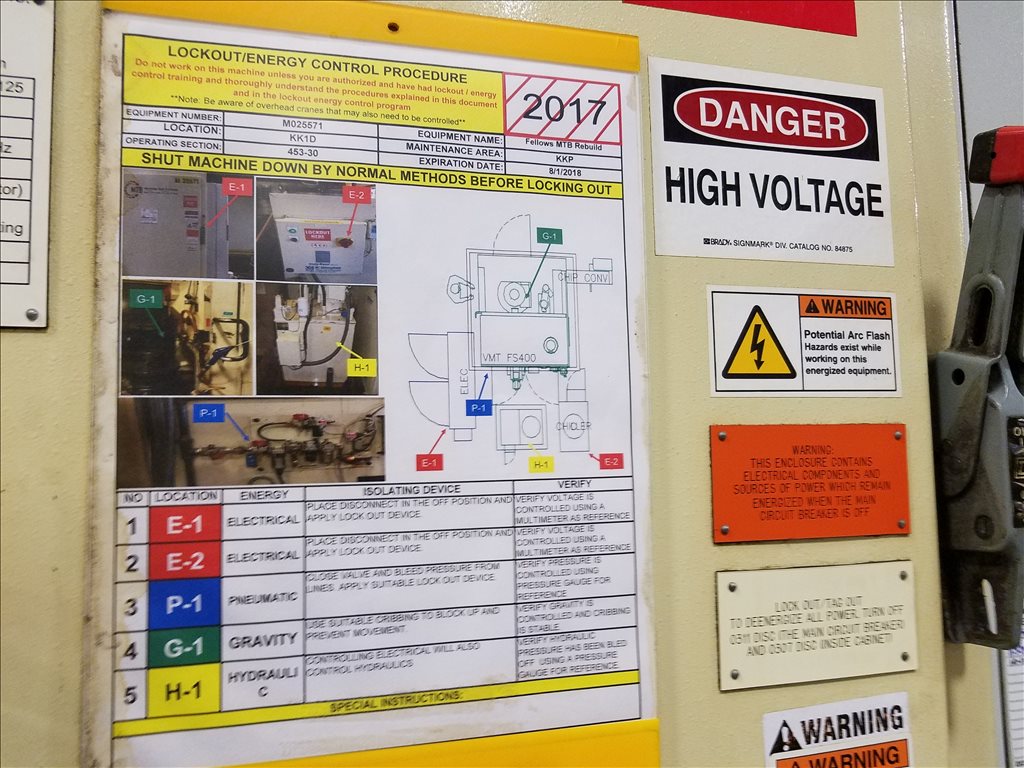 LOCKOUT/ENERGY CONTROL PROCEDURE
Do not work on this machine unless you are authorized and have had lockout / energy
control training and thoroughly understand the procedures explained in this document
and in the lockout energy control program
**Note: Be aware of overhead cranes that may also need to be controlled**
2017
EQUIPMENT NUMBER: M025571 EQUIPMENT NAME: Fellows MTB Rebuild
LOCATION: KK1D MAINTENANCE AREA: KKP
OPERATING SECTION: 453-30 EXPIRATION DATE: 8/1/2018
SHUT MACHINE DOWN BY NORMAL METHODS BEFORE LOCKING OUT
E-1
E-2
LOCKOUT
HERE
G-1
H-1
P-1
G-1
CHIP CONV
VMT FS400
ELEC
P-1
E-1
H-1
E-2
NO LOCATION ENERGY ISOLATING DEVICE VERIFY
1 E-1 ELECTRICAL
PLACE DISCONNECT IN THE OFF POSITION AND
APPLY LOCK OUT DEVICE.
VERIFY VOLTAGE IS
CONTROLLED USING A
MULTIMETER AS REFERENCE
2 E-2 ELECTRICAL
PLACE DISCONNECT IN THE OFF POSITION AND
APPLY LOCK OUT DEVICE.
VERIFY VOLTAGE IS
CONTROLLED USING A
MULTIMETER AS REFERENCE
3 P-1 PNEUMATIC
CLOSE VALVE AND BLEED PRESSURE FROM
LINES. APPLY SUITABLE LOCK OUT DEVICE.
VERIFY PRESSURE IS
CONTROLLED USING
PRESSURE GAUGE FOR
REFERENCE
4 G-1 GRAVITY
USE SUITABLE CRIBBING TO BLOCK UP AND
PREVENT MOVEMENT.
VERIFY GRAVITY IS
CONTROLLED AND CRIBBING
IS STABLE.
5 H-1 HYDRAULI
C
CONTROLLING ELECTRICAL WILL ALSO
CONTROL HYDRAULICS
VERIFY HYDRAULIC
PRESSURE HAS BEEN BLED
OFF USING A PRESSURE
GAUGE FOR REFERENCE.
SPECIAL INSTRUCTIONS:
DANGER
HIGH VOLTAGE
BRADY SIGNMARK® DIV. CATALOG NO. 84875
WARNING
Potential Arc Flash
Hazards exist while
working on this
energized equipment.
WARNING:
THIS ENCLOSURE CONTAINS
ELECTRICAL COMPONENTS AND
SOURCES OF POWER WHICH REMAIN
ENERGIZED WHEN THE MAIN
CIRCUIT BREAKER IS OFF
LOCK OUT/TAG OUT
TO DEENERGIZE ALL POWER, TURN OFF
Q311 DISC (THE MAIN CIRCUIT BREAKER)
AND Q307 DISC (INSIDE CABINET)
WARNING
WARNING
125
Hz
tor)
ting